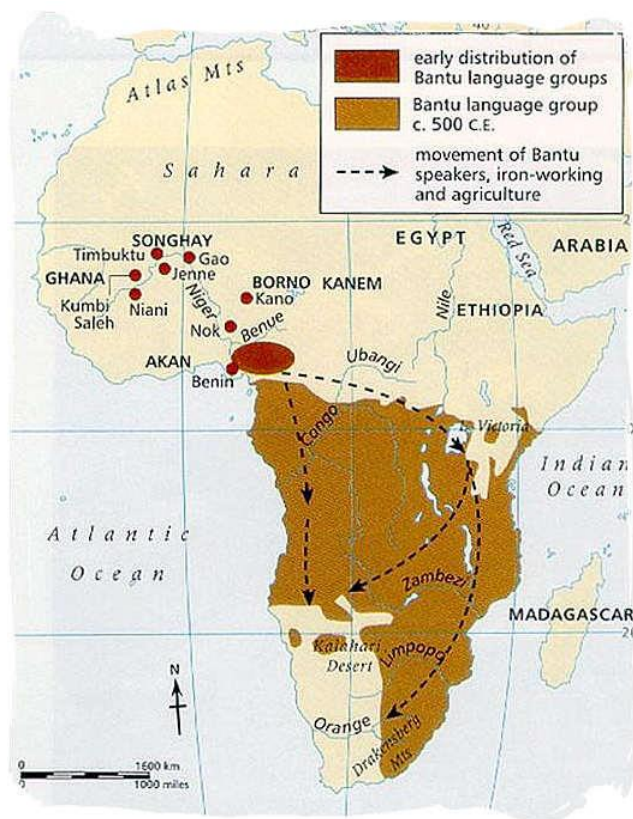 40
early distribution of
Bantu language groups
Bantu language group
c. 500 C.E.
movement of Bantu
speakers, iron-working
and agriculture
Atlas Mts
Sahara
2
EGYPT
Red Sea
ARABIA
SONGHAY
Timbuktu
Gao
GHANA
Jenne
BORNO KANEM
Kano
Nile
ETHIOPIA
Kumbi
Saleh
Niani
Niger
Nok
Benue
AKAN
Benin
Ubangi
Congo
L. Victoria
Indian
Ocean
Atlantic
Ocean
Zambezi
MADAGASCAR
2
Kalahari
Desert
Limpopo
N
Orange
Drakensberg
Mts
0 1600 km
0 1000 miles